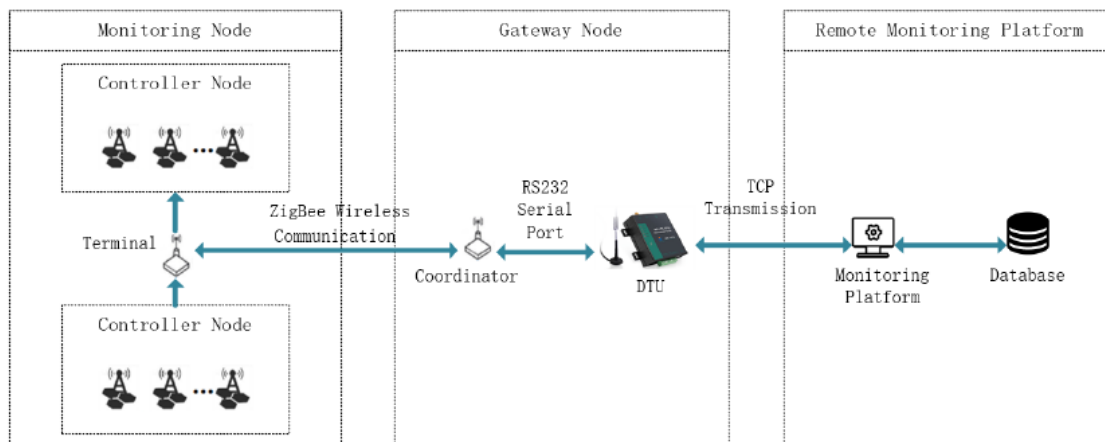 Monitoring Node
Gateway Node
Remote Monitoring Platform
Controller Node
ZigBee Wireless
Communication
Terminal
RS232
Serial
Port
Coordinator
DTU
TCP
Transmission
Monitoring
Platform
Database
Controller Node